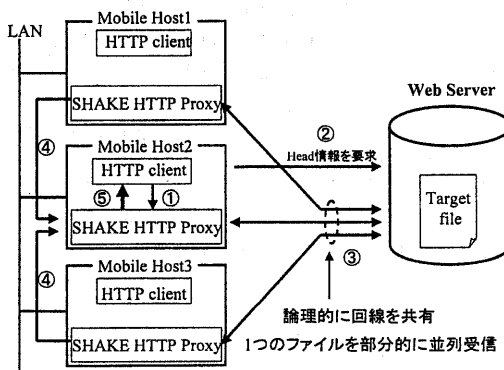 LAN
Mobile Host1
HTTP client
SHAKE HTTP Proxy
④
Mobile Host2
HTTP client
⑤
①
SHAKE HTTP Proxy
④
Mobile Host3
HTTP client
SHAKE HTTP Proxy
②
Head情報を要求
③
論理的に回線を共有
1つのファイルを部分的に並列受信
Web Server
Target
file